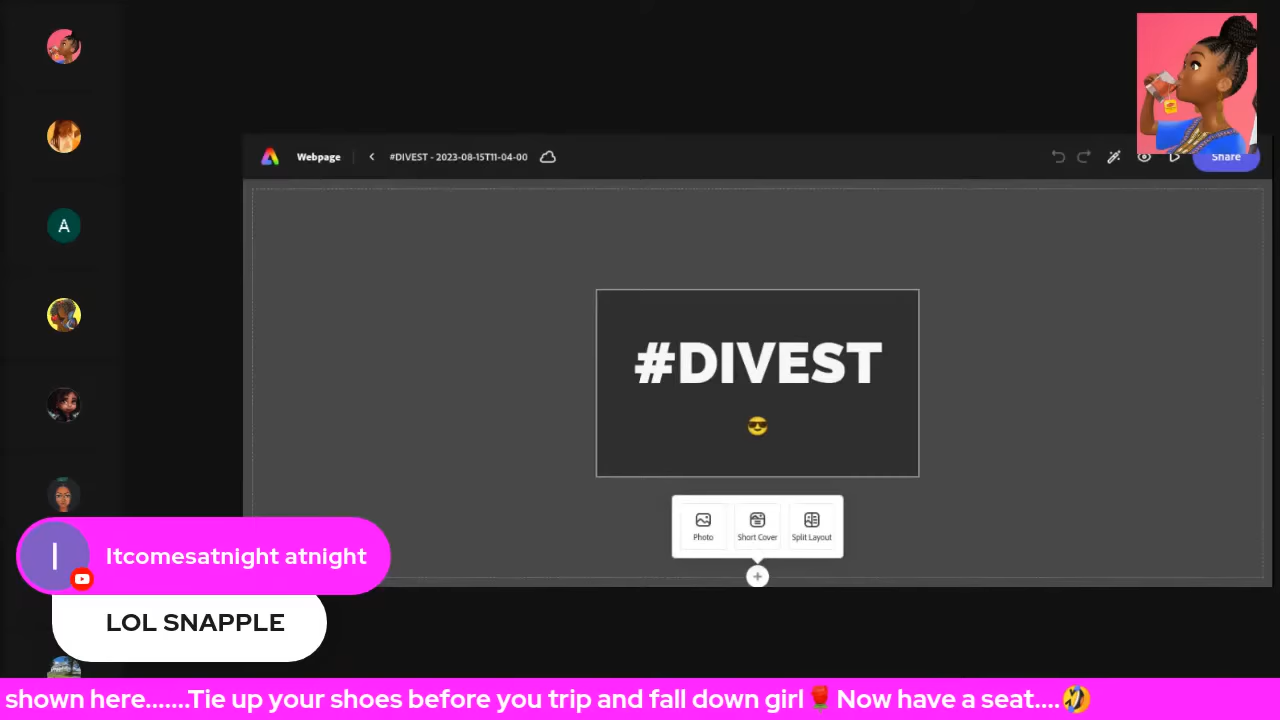 Webpage
#DIVEST - 2023-08-15T11-04-00
Share
A
#DIVEST
😎
Photo
Short Cover
Split Layout
I
Itcomesatnight atnight
LOL SNAPPLE
shown here.......Tie up your shoes before you trip and fall down girl🌹Now have a seat....🤣